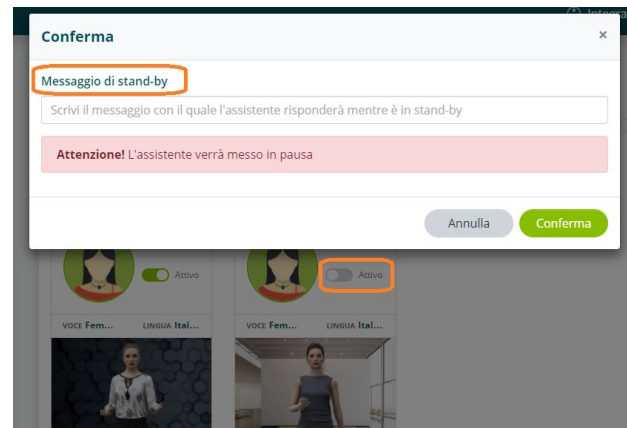 Conferma ×
Messaggio di stand-by
Scrivi il messaggio con il quale l'assistente risponderà mentre è in stand-by
Attenzione! L'assistente verrà messo in pausa
Annulla Conferma
Attivo Attivo
VOCE Fem... LINGUA Ital... VOCE Fem... LINGUA Ital...